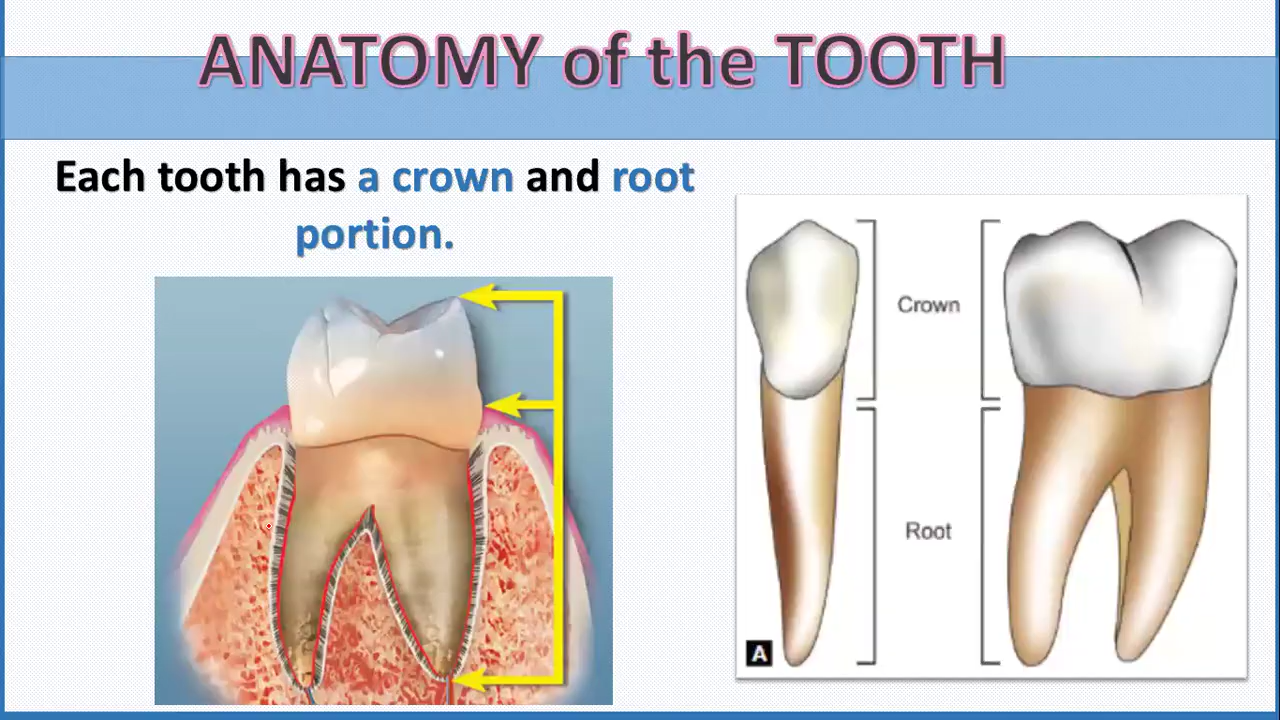 ANATOMY of the TOOTH
Each tooth has a crown and root
portion.
Crown
Root
A